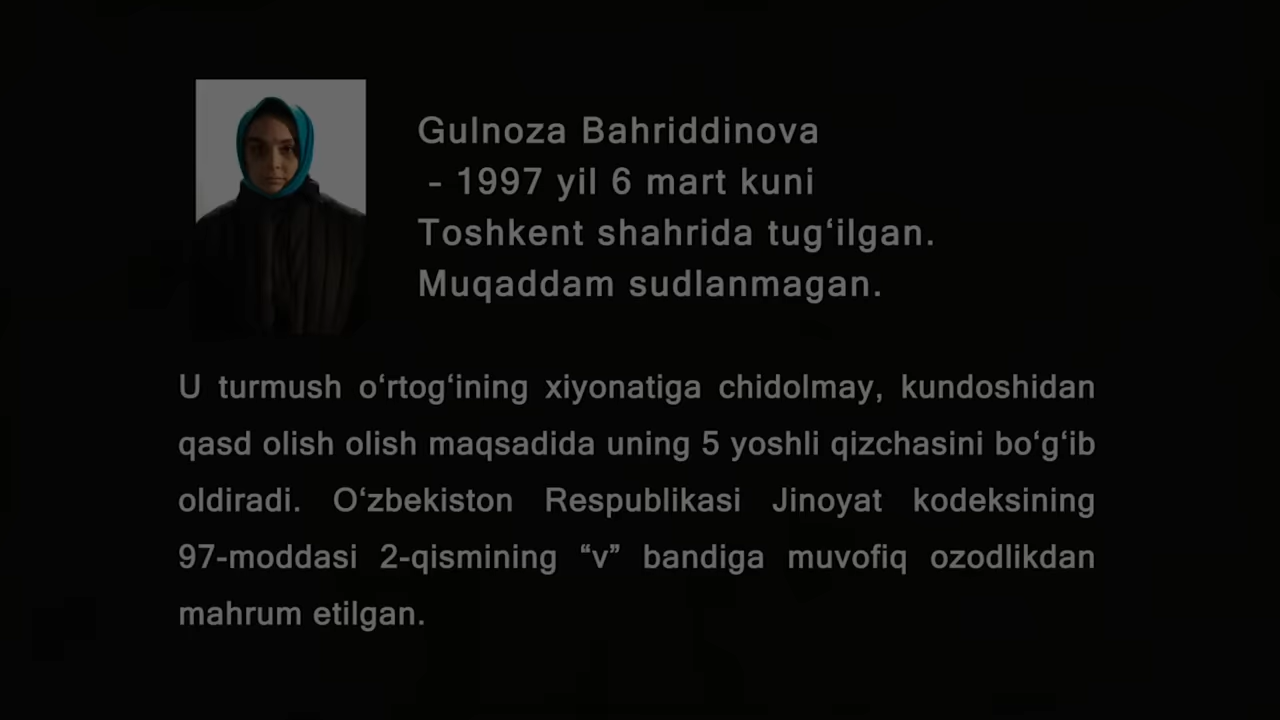 Gulnoza Bahriddinova
- 1997 yil 6 mart kuni
Toshkent shahrida tug‘ilgan.
Muqaddam sudlanmagan.
U turmush o‘rtog‘ining xiyonatiga chidolmay, kundoshidan
qasd olish olish maqsadida uning 5 yoshli qizchasini bo‘g‘ib
oldiradi. O‘zbekiston Respublikasi Jinoyat kodeksining
97-moddasi 2-qismining “v” bandiga muvofiq ozodlikdan
mahrum etilgan.